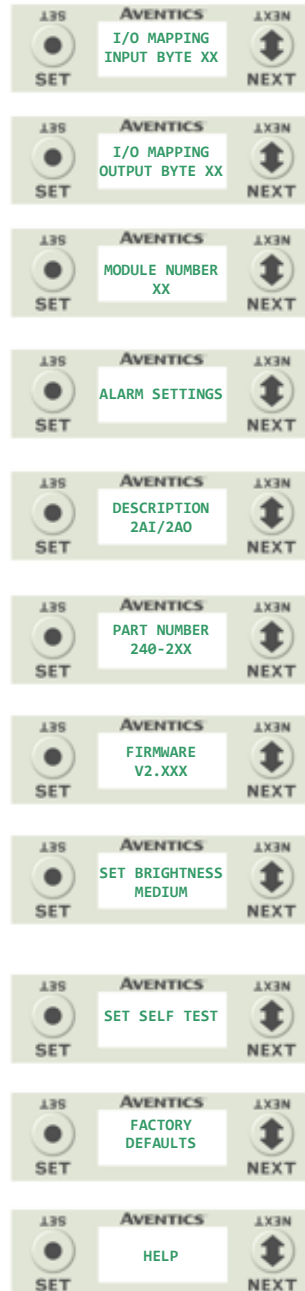 SET AVENTICS NEXT
I/O MAPPING
INPUT BYTE XX
SET NEXT
SET AVENTICS NEXT
I/O MAPPING
OUTPUT BYTE XX
SET NEXT
SET AVENTICS NEXT
MODULE NUMBER
XX
SET NEXT
SET AVENTICS NEXT
ALARM SETTINGS
SET NEXT
SET AVENTICS NEXT
DESCRIPTION
2AI/2AO
SET NEXT
SET AVENTICS NEXT
PART NUMBER
240-2XX
SET NEXT
SET AVENTICS NEXT
FIRMWARE
V2.XXX
SET NEXT
SET AVENTICS NEXT
SET BRIGHTNESS
MEDIUM
SET NEXT
SET AVENTICS NEXT
SET SELF TEST
SET NEXT
SET AVENTICS NEXT
FACTORY
DEFAULTS
SET NEXT
SET AVENTICS NEXT
HELP
SET NEXT